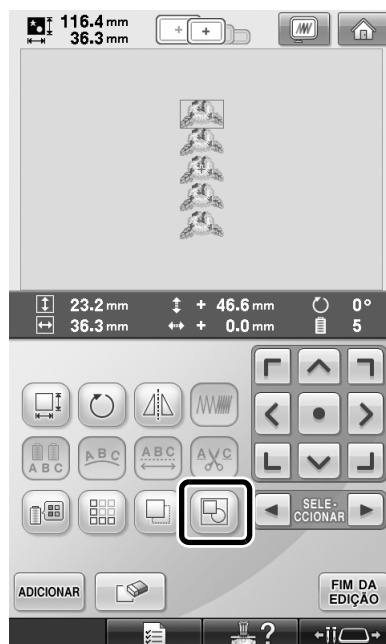 116.4 mm
36.3 mm
23.2 mm + 46.6 mm 0°
36.3 mm + 0.0 mm 5
A B C ABC ABC A C
SELE-
CCIONAR
ADICIONAR
FIM DA
EDIÇÃO
?